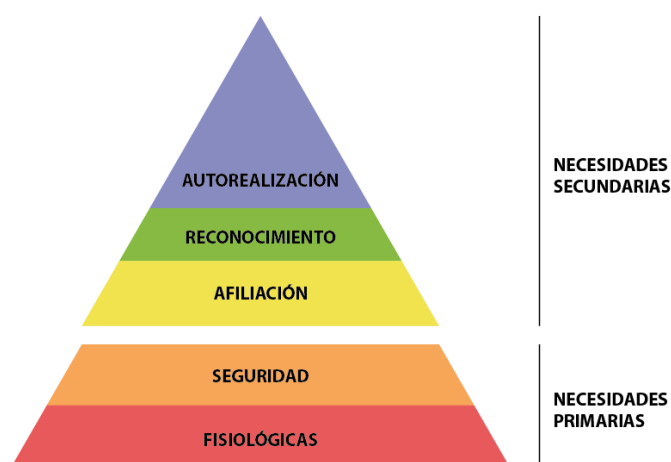 AUTOREALIZACIÓN
RECONOCIMIENTO
AFILIACIÓN
NECESIDADES
SECUNDARIAS
SEGURIDAD
FISIOLÓGICAS
NECESIDADES
PRIMARIAS